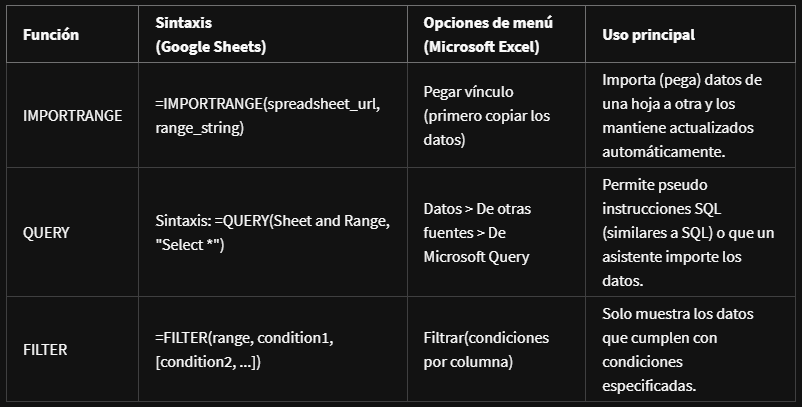 Función
Sintaxis
(Google Sheets)
Opciones de menú
(Microsoft Excel)
Uso principal
IMPORTRANGE
=IMPORTRANGE(spreadsheet_url,
range_string)
Pegar vínculo
(primero copiar los
datos)
Importa (pega) datos de
una hoja a otra y los
mantiene actualizados
automáticamente.
QUERY
Sintaxis: =QUERY(Sheet and Range,
"Select *")
Datos > De otras
fuentes > De
Microsoft Query
Permite pseudo
instrucciones SQL
(similares a SQL) o que un
asistente importe los
datos.
FILTER
=FILTER(range, condition1,
[condition2, ...])
Filtrar(condiciones
por columna)
Solo muestra los datos
que cumplen con
condiciones
especificadas.